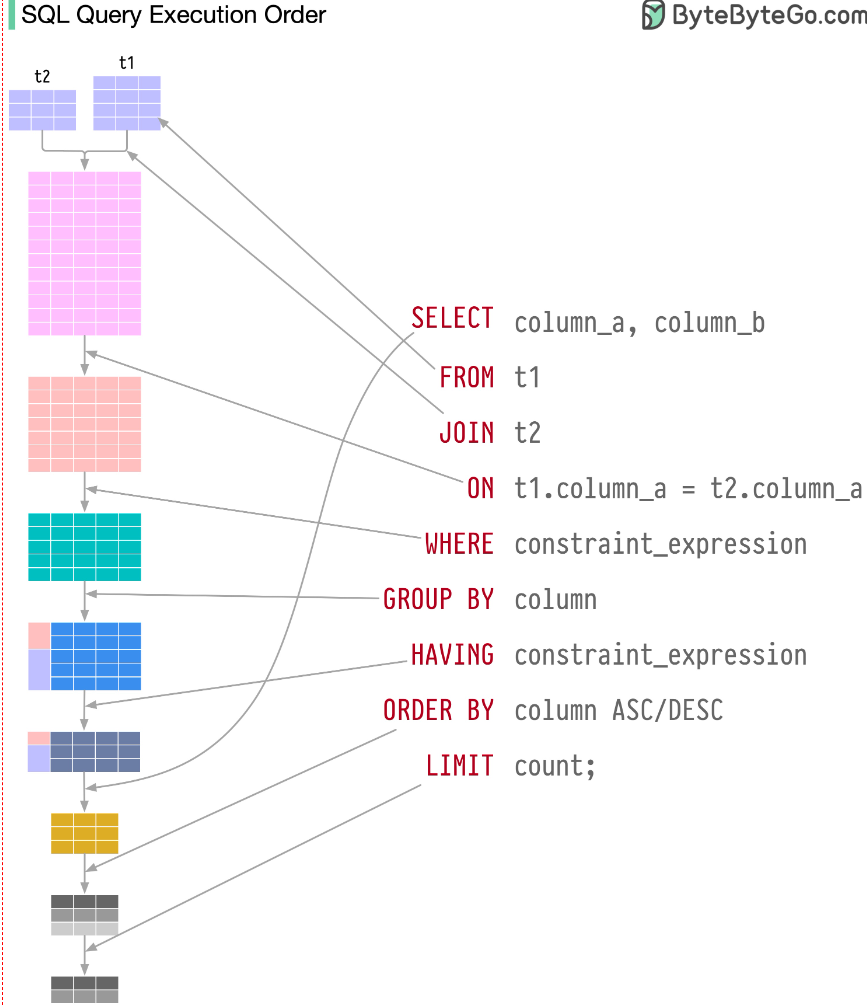 SQL Query Execution Order
ByteByteGo.com
t2
t1
SELECT column_a, column_b
FROM t1
JOIN t2
ON t1.column_a = t2.column_a
WHERE constraint_expression
GROUP BY column
HAVING constraint_expression
ORDER BY column ASC/DESC
LIMIT count;